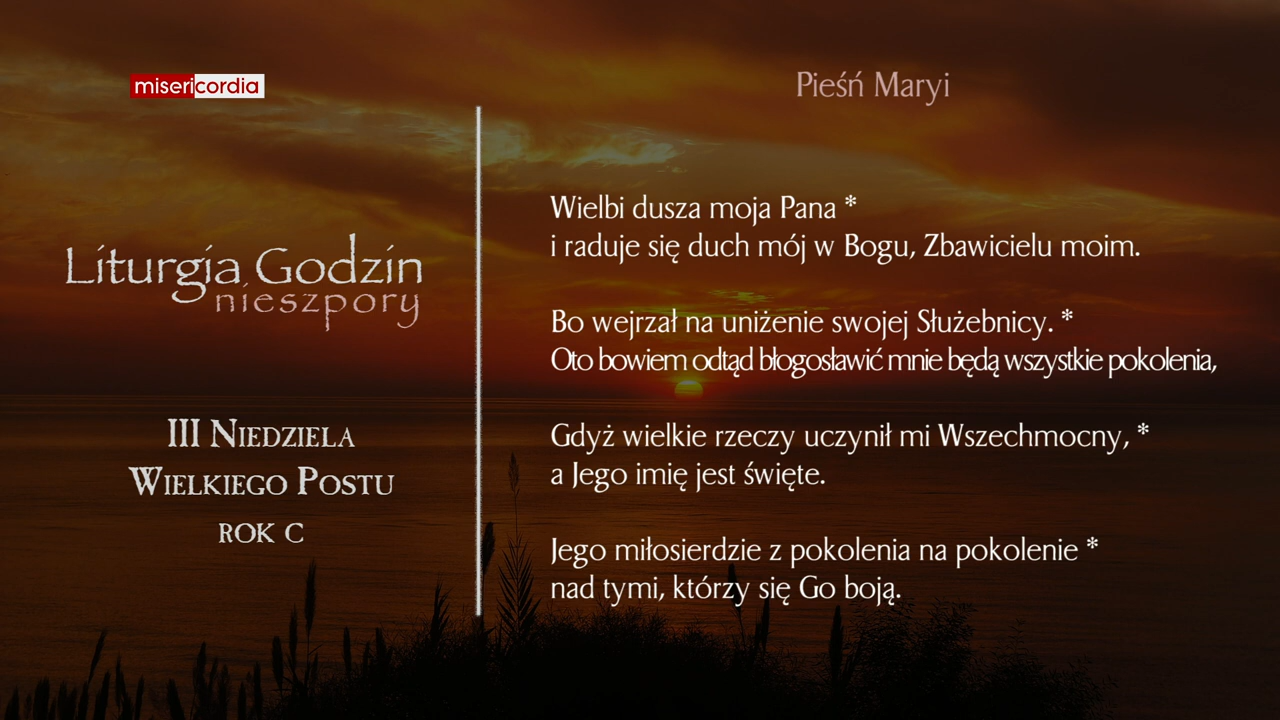 misericordia
Liturgia Godzin
nieszpory
III Niedziela
Wielkiego Postu
rok C
Pieśń Maryi
Wielbi dusza moja Pana *
i raduje się duch mój w Bogu, Zbawicielu moim.
Bo wejrzał na uniżenie swojej Służebnicy. *
Oto bowiem odtąd błogosławić mnie będą wszystkie pokolenia,
Gdyż wielkie rzeczy uczynił mi Wszechmocny, *
a Jego imię jest święte.
Jego miłosierdzie z pokolenia na pokolenie *
nad tymi, którzy się Go boją.